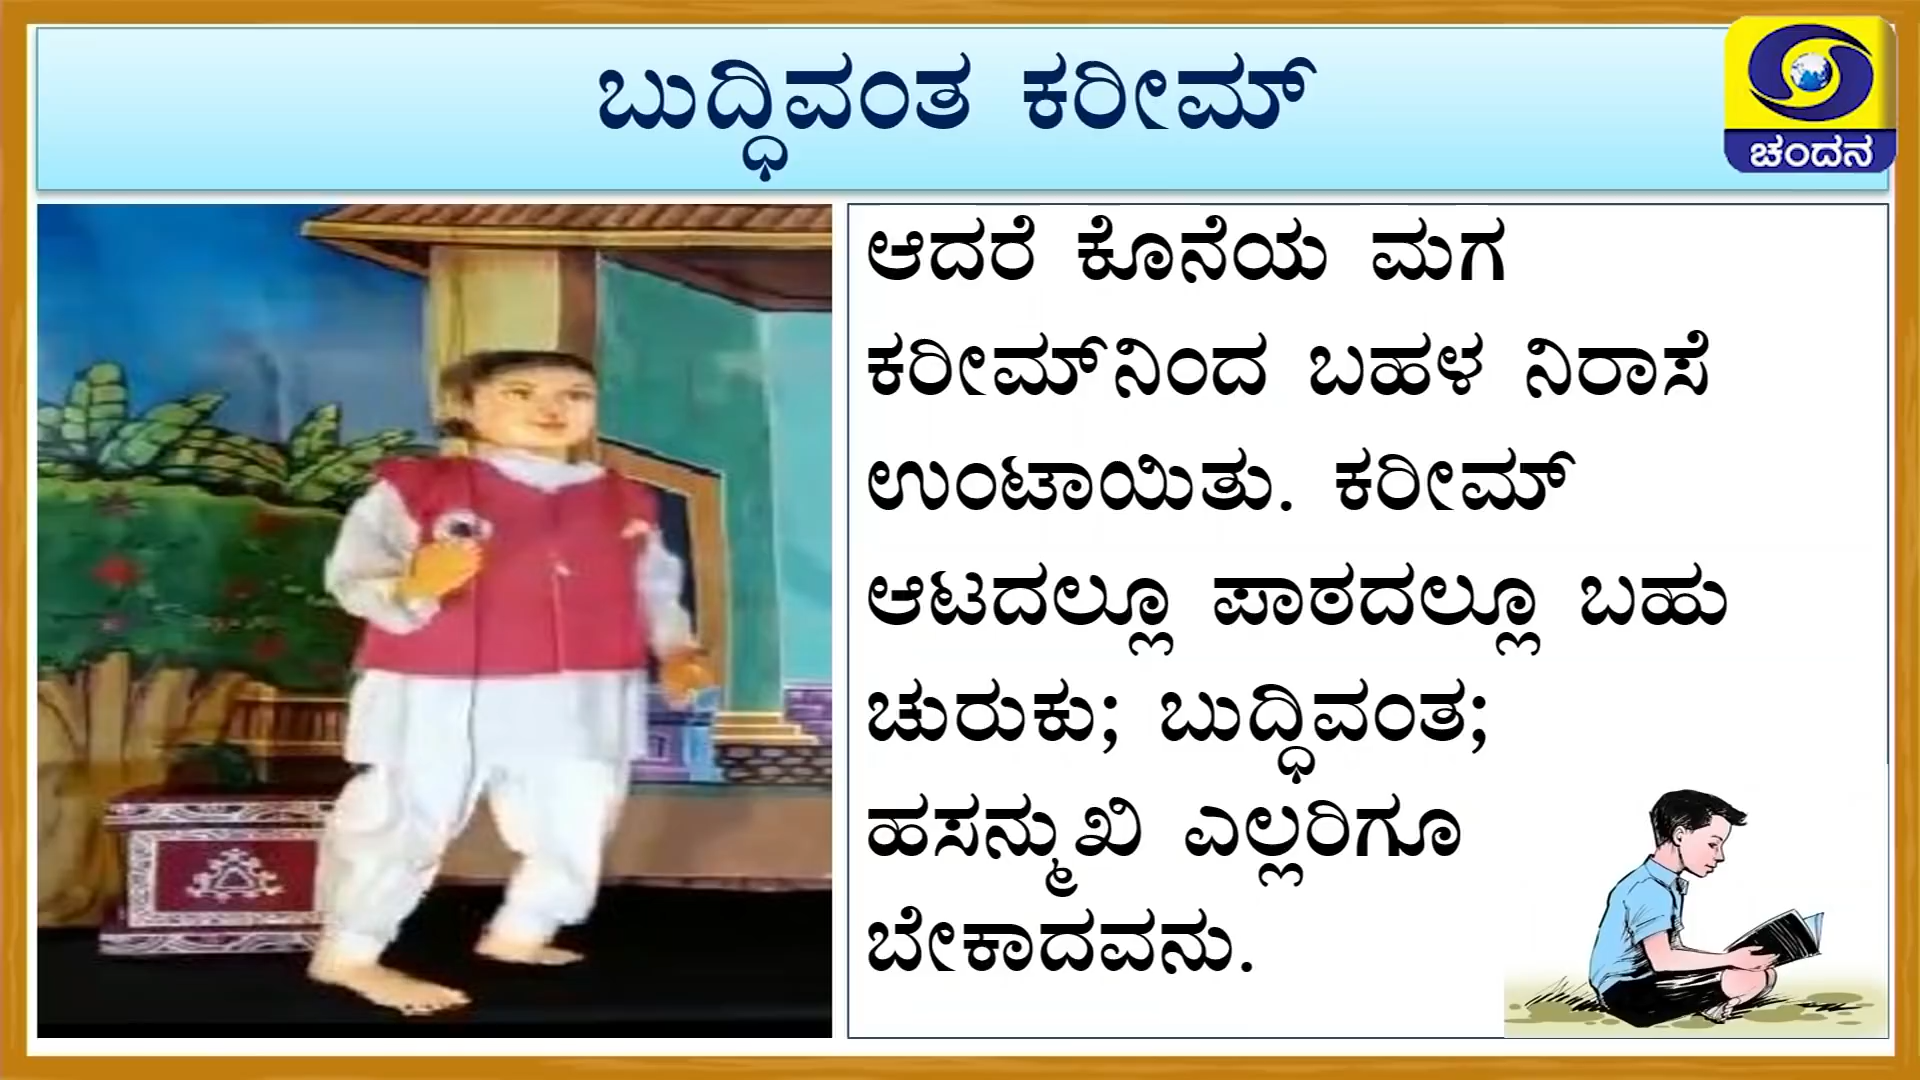 ಬುದ್ಧಿವಂತ ಕರೀಮ್
ಚಂದನ
ಆದರೆ ಕೊನೆಯ ಮಗ
ಕರೀಮ್‌ನಿಂದ ಬಹಳ ನಿರಾಸೆ
ಉಂಟಾಯಿತು. ಕರೀಮ್
ಆಟದಲ್ಲೂ ಪಾಠದಲ್ಲೂ ಬಹು
ಚುರುಕು; ಬುದ್ಧಿವಂತ;
ಹಸನ್ಮುಖಿ ಎಲ್ಲರಿಗೂ
ಬೇಕಾದವನು.